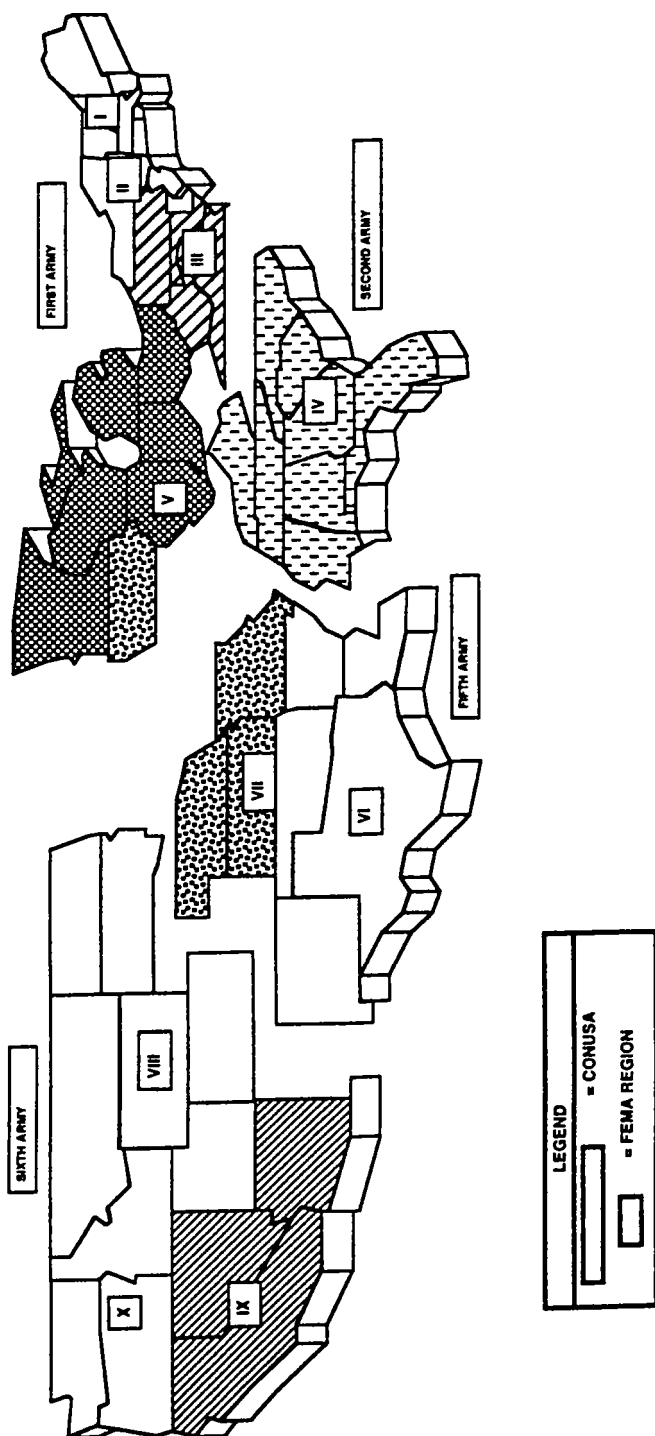 SIXTH ARMY
FIRST ARMY
I
II
III
V
X
VIII
VII
IX
VI
IV
FIFTH ARMY
SECOND ARMY
LEGEND
= CONUSA
= FEMA REGION